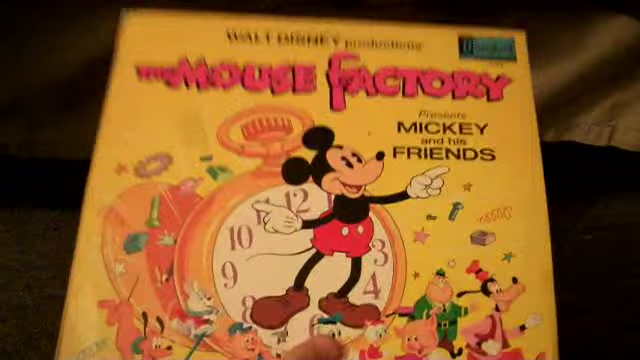 WALT DISNEY productions'
THE MOUSE FACTORY
Presents
MICKEY
and his
FRIENDS
12
10
9
8
3
4